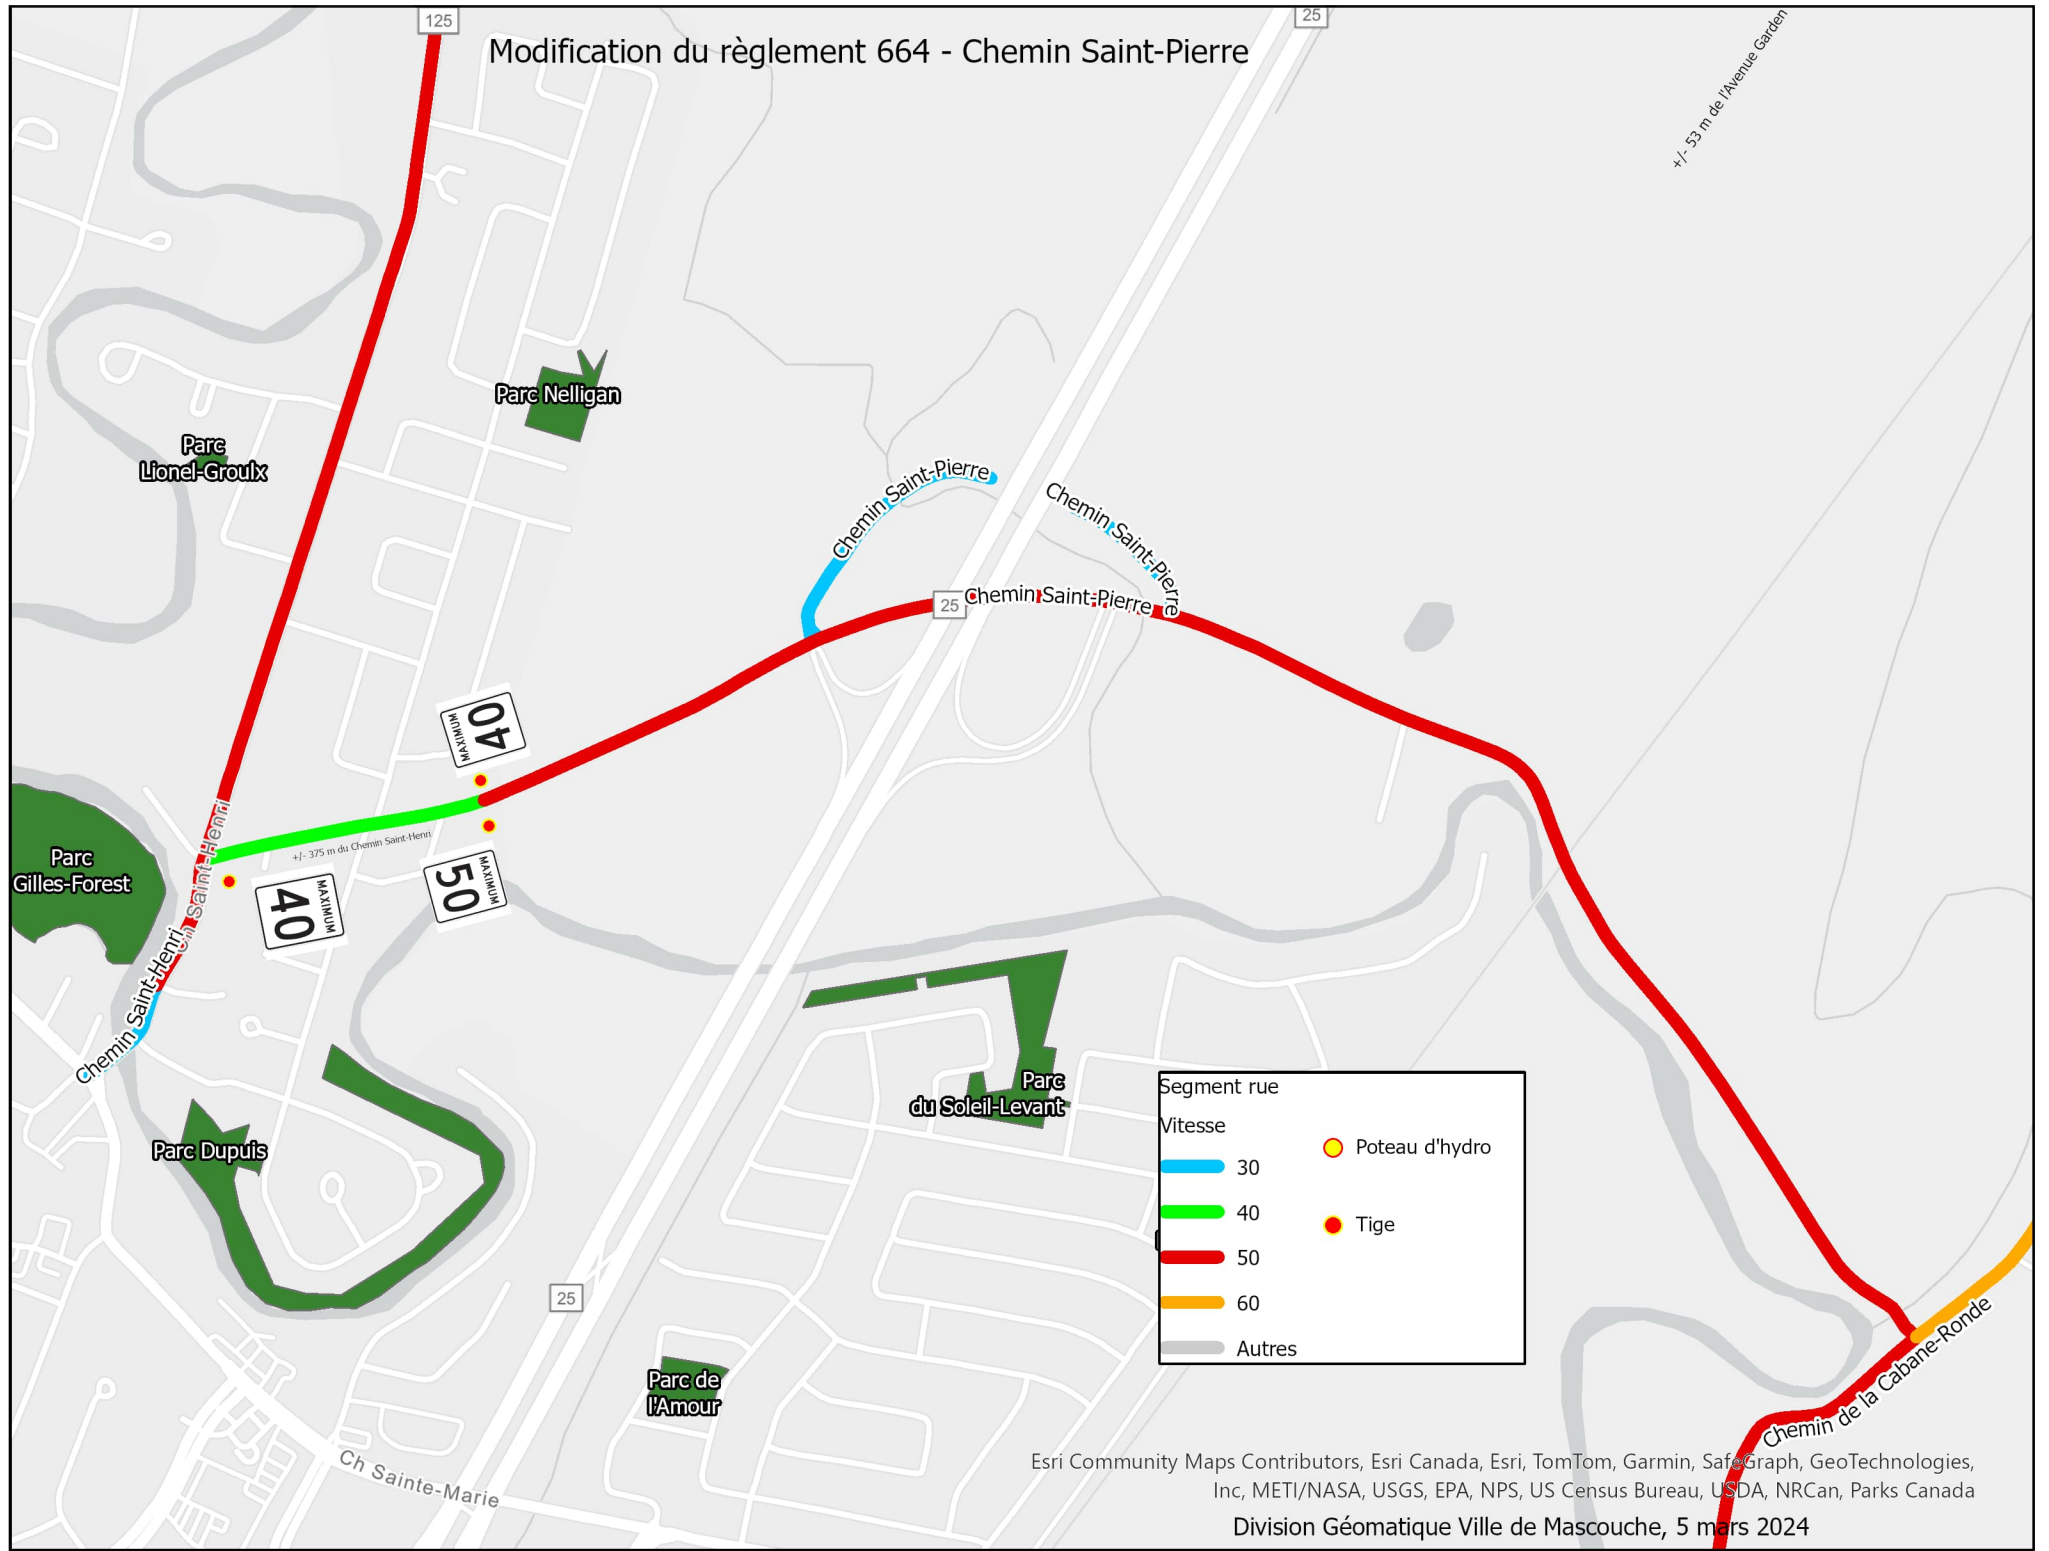 125
25
Modification du règlement 664 - Chemin Saint-Pierre
+/- 53 m de l'Avenue Garden
Parc Nelligan
Parc
Lionel-Groulx
Chemin Saint-Pierre
Chemin Saint-Pierre
25
Chemin Saint-Pierre
40
MAXIMUM
+/- 375 m du Chemin Saint-Henri
Parc
Gilles-Forest
MAXIMUM
40
MAXIMUM
50
Ch Saint-Henri
Chemin Saint-Henri
Parc
du Soleil-Levant
Parc Dupuis
Segment rue
Vitesse
30
40
50
60
Autres
Poteau d'hydro
Tige
25
Parc de
l'Amour
Chemin de la Cabane-Ronde
Ch Sainte-Marie
Esri Community Maps Contributors, Esri Canada, Esri, TomTom, Garmin, SafeGraph, GeoTechnologies,
Inc, METI/NASA, USGS, EPA, NPS, US Census Bureau, USDA, NRCan, Parks Canada
Division Géomatique Ville de Mascouche, 5 mars 2024